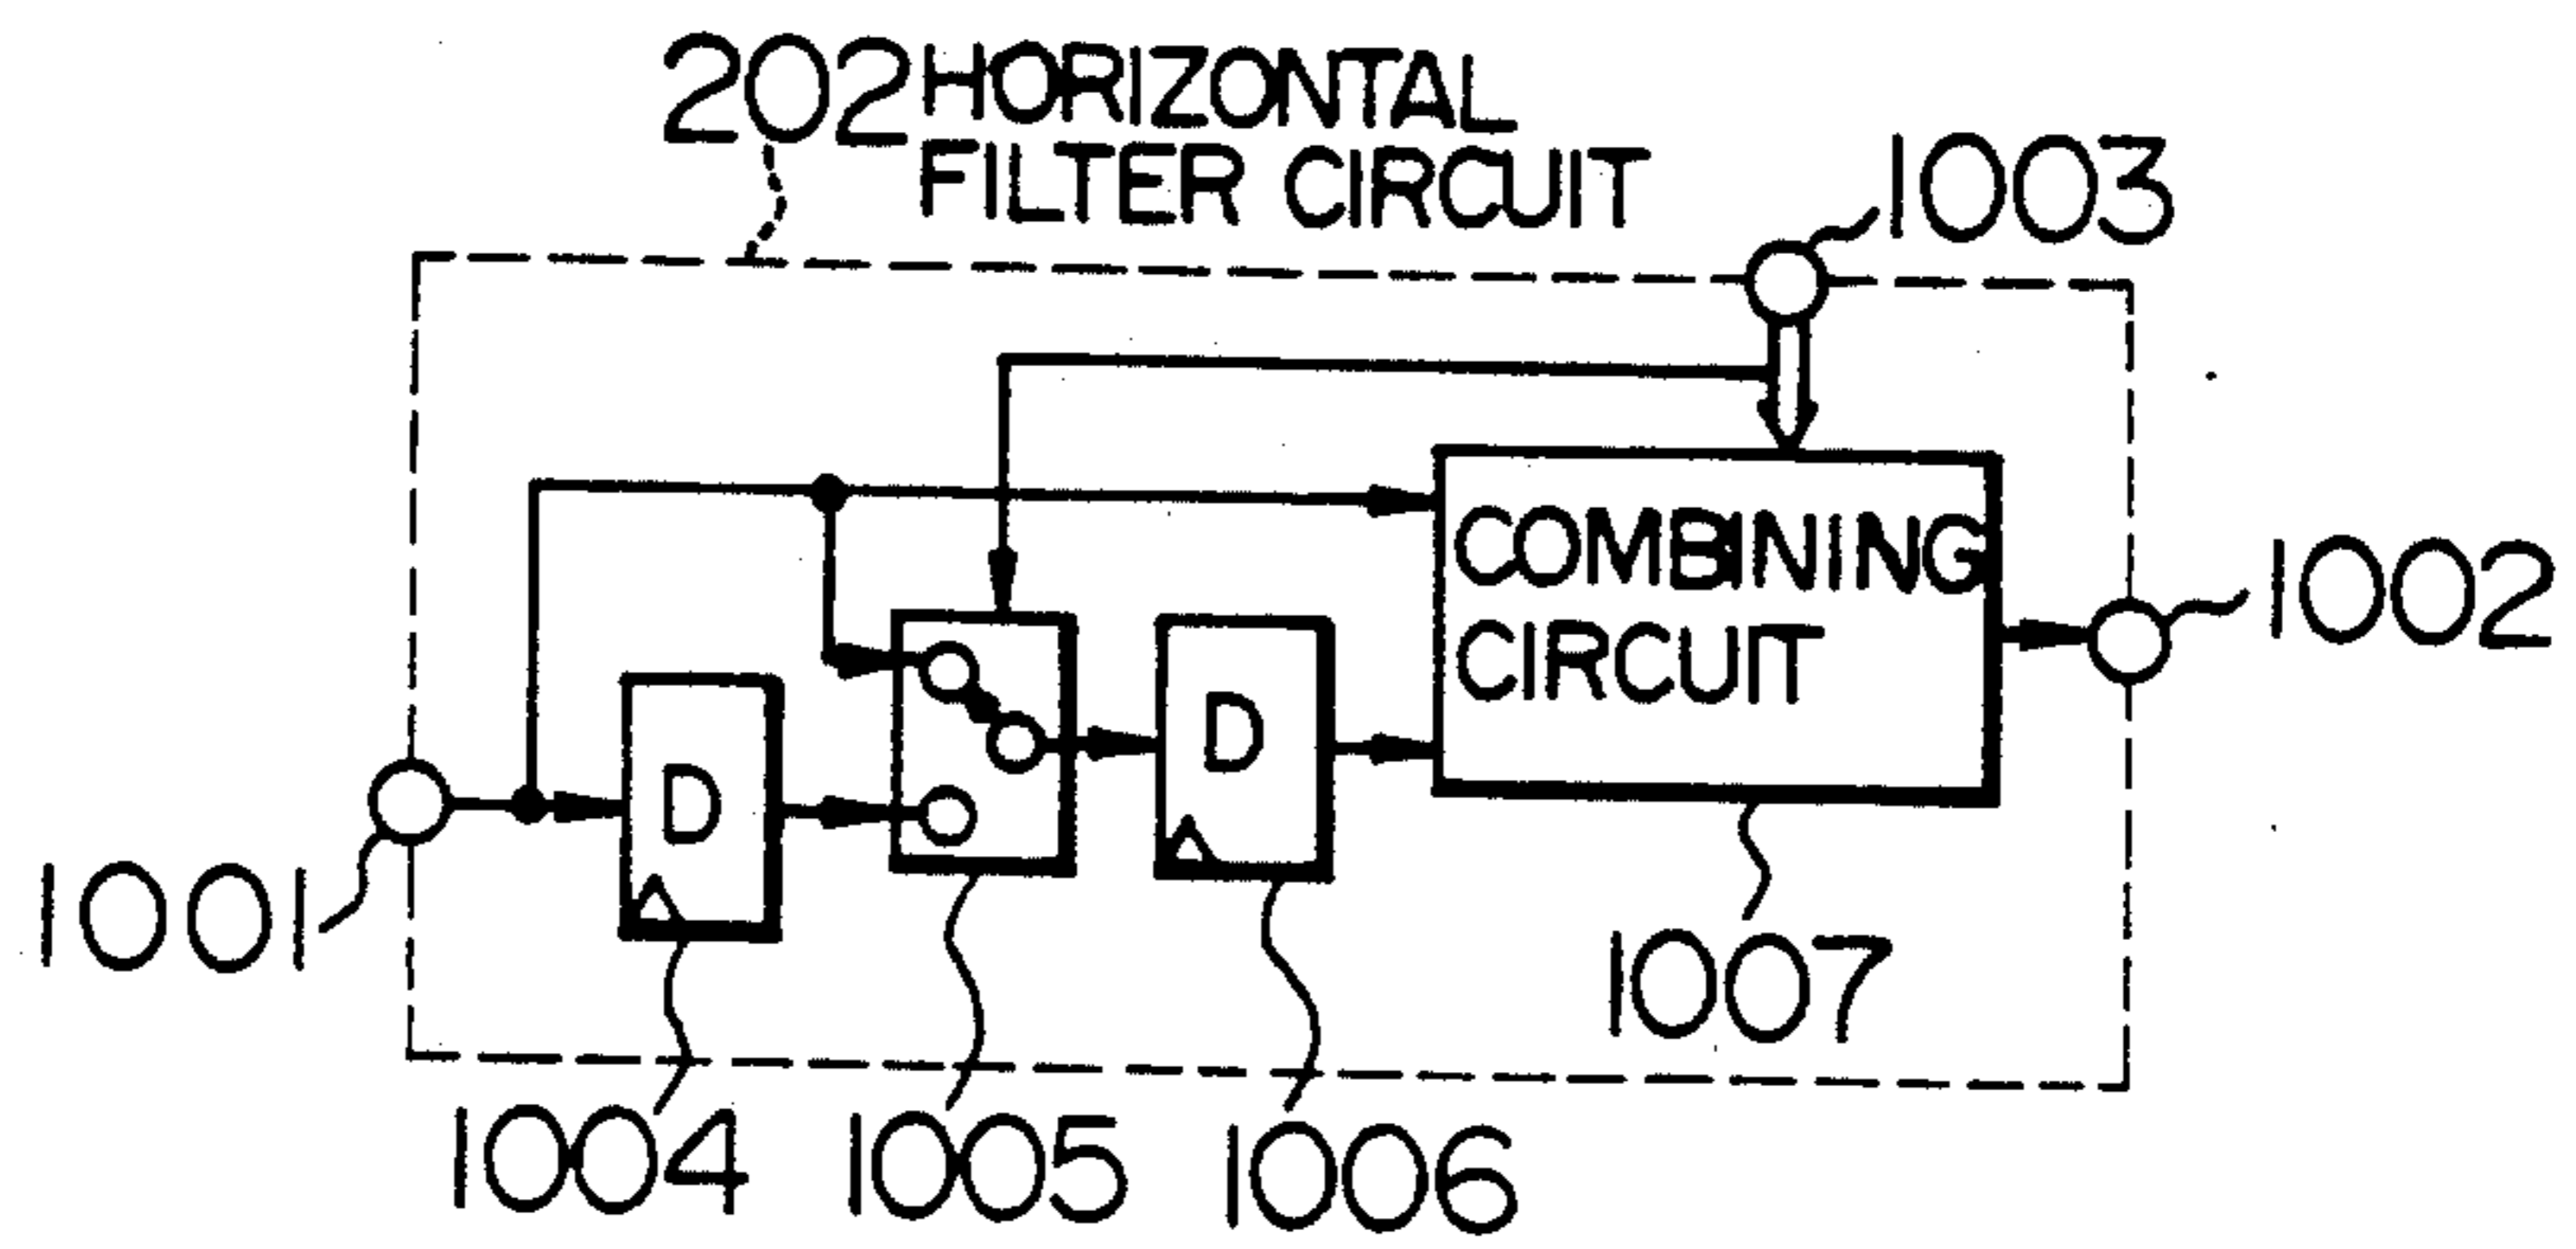 202 HORIZONTAL
FILTER CIRCUIT
1003
COMBINING
CIRCUIT
1002
D
D
1001
1007
1004
1005
1006